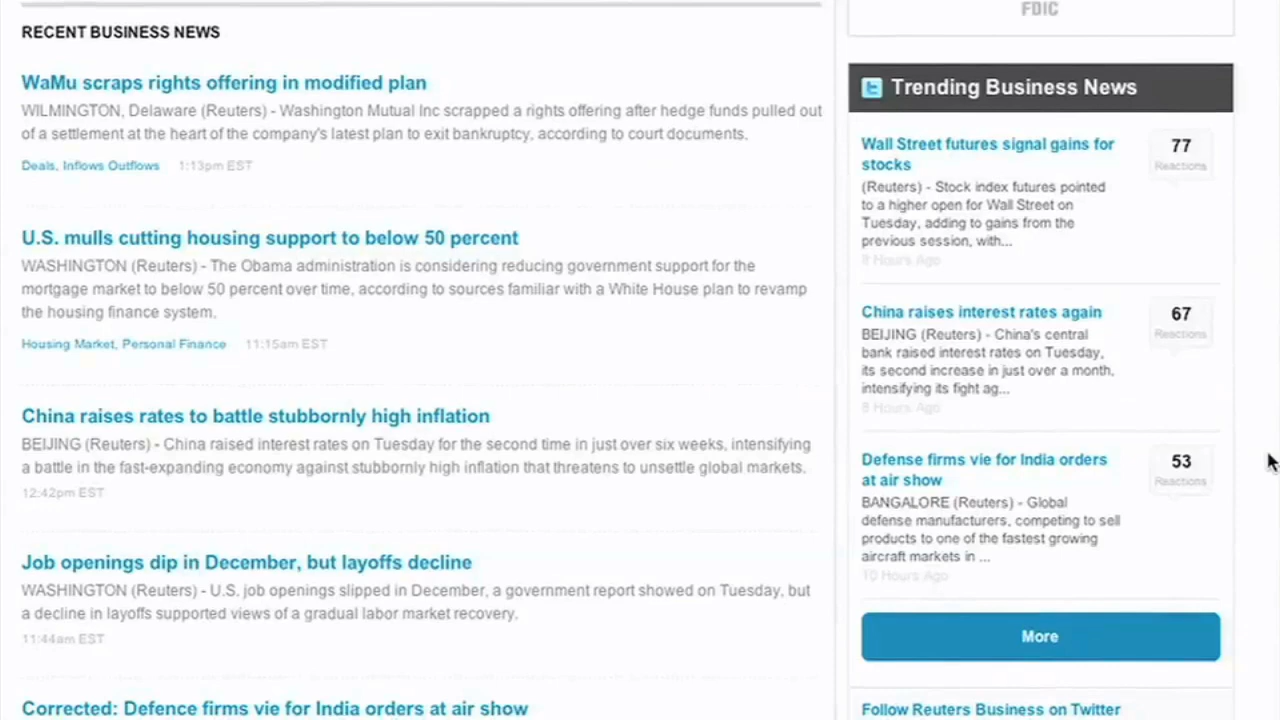 RECENT BUSINESS NEWS
WaMu scraps rights offering in modified plan
WILMINGTON, Delaware (Reuters) - Washington Mutual Inc scrapped a rights offering after hedge funds pulled out
of a settlement at the heart of the company's latest plan to exit bankruptcy, according to court documents.
Deals, Inflows Outflows 1:13pm EST
U.S. mulls cutting housing support to below 50 percent
WASHINGTON (Reuters) - The Obama administration is considering reducing government support for the
mortgage market to below 50 percent over time, according to sources familiar with a White House plan to revamp
the housing finance system.
Housing Market, Personal Finance 11:15am EST
China raises rates to battle stubbornly high inflation
BEIJING (Reuters) - China raised interest rates on Tuesday for the second time in just over six weeks, intensifying
a battle in the fast-expanding economy against stubbornly high inflation that threatens to unsettle global markets.
12:42pm EST
Job openings dip in December, but layoffs decline
WASHINGTON (Reuters) - U.S. job openings slipped in December, a government report showed on Tuesday, but
a decline in layoffs supported views of a gradual labor market recovery.
11:44am EST
Corrected: Defence firms vie for India orders at air show
FDIC
Trending Business News
Wall Street futures signal gains for
stocks
77
Reactions
(Reuters) - Stock index futures pointed
to a higher open for Wall Street on
Tuesday, adding to gains from the
previous session, with...
Hours Ago
China raises interest rates again
67
Reactions
BEIJING (Reuters) - China's central
bank raised interest rates on Tuesday,
its second increase in just over a month,
intensifying its fight ag...
Hours Ago
Defense firms vie for India orders
at air show
53
Reactions
BANGALORE (Reuters) - Global
defense manufacturers, competing to sell
products to one of the fastest growing
aircraft markets in ...
10 Hours Ago
More
Follow Reuters Business on Twitter